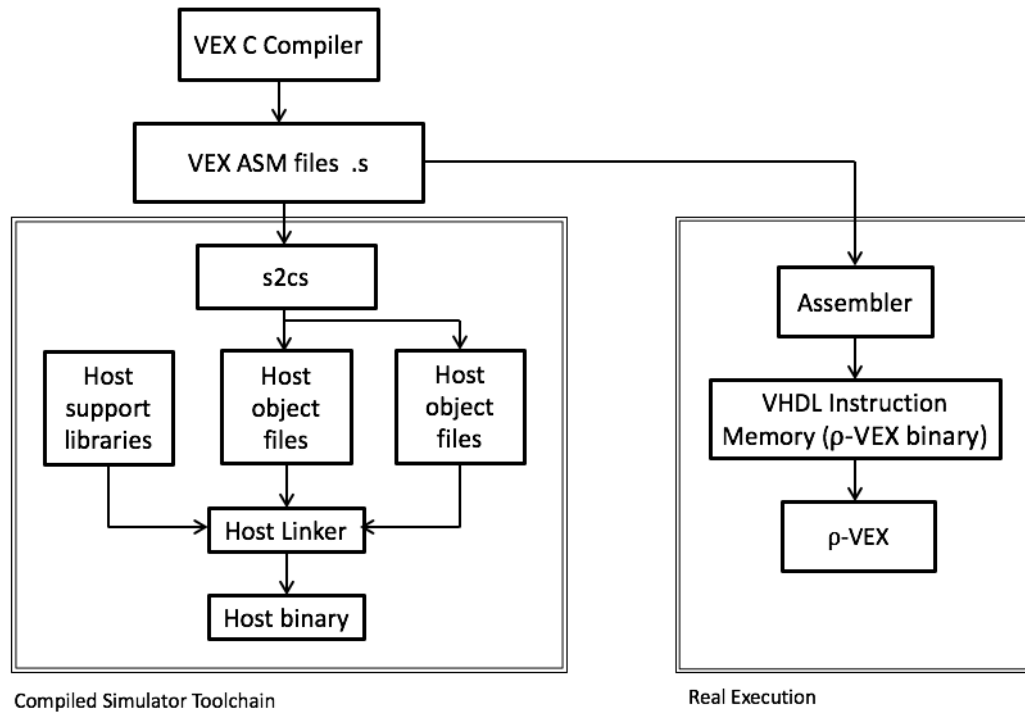 VEX C Compiler
VEX ASM files .s
s2cs
Assembler
Host
support
libraries
Host
object
files
Host
object
files
VHDL Instruction
Memory (ρ-VEX binary)
Host Linker
ρ-VEX
Host binary
Compiled Simulator Toolchain
Real Execution